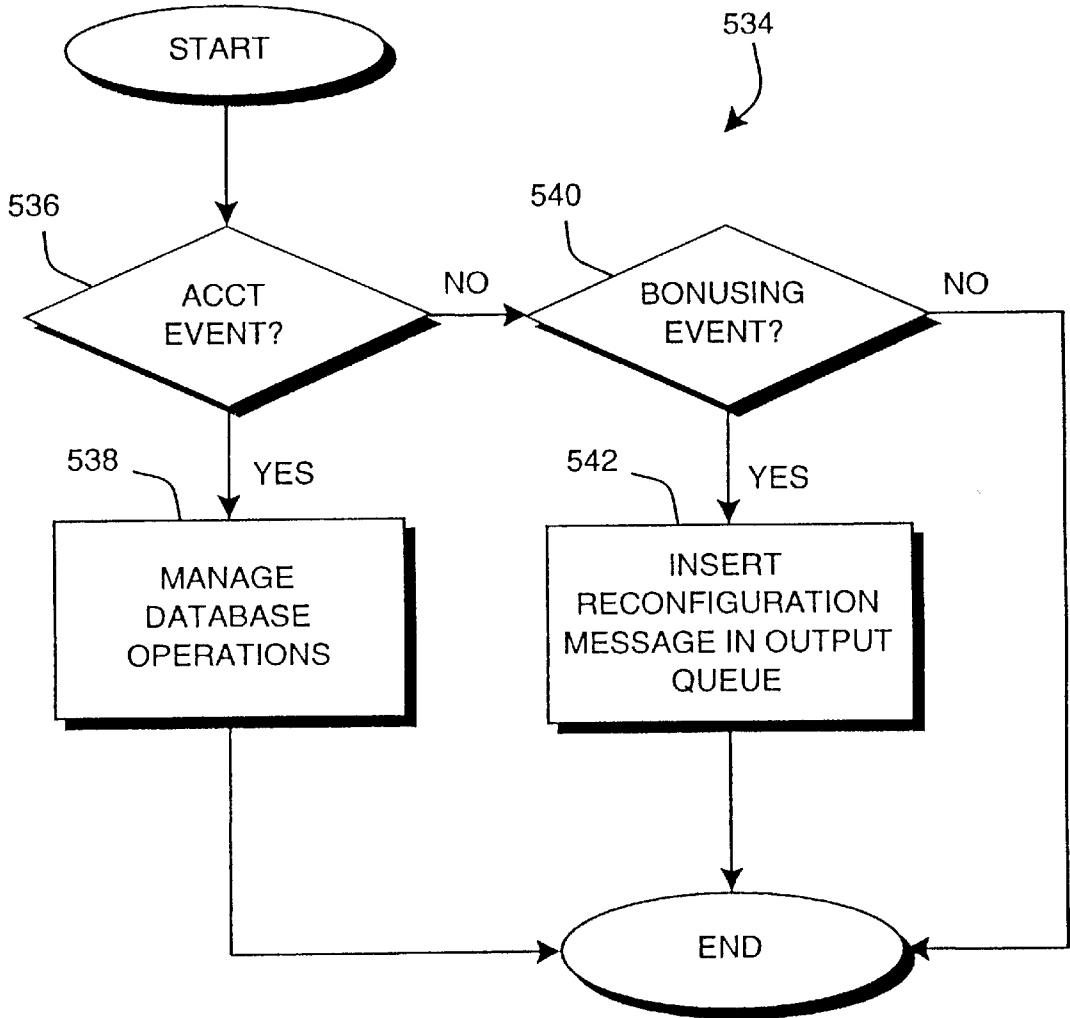 START
534
536
540
ACCT
EVENT?
NO
BONUSING
EVENT?
NO
538
YES
542
YES
MANAGE
DATABASE
OPERATIONS
INSERT
RECONFIGURATION
MESSAGE IN OUTPUT
QUEUE
END